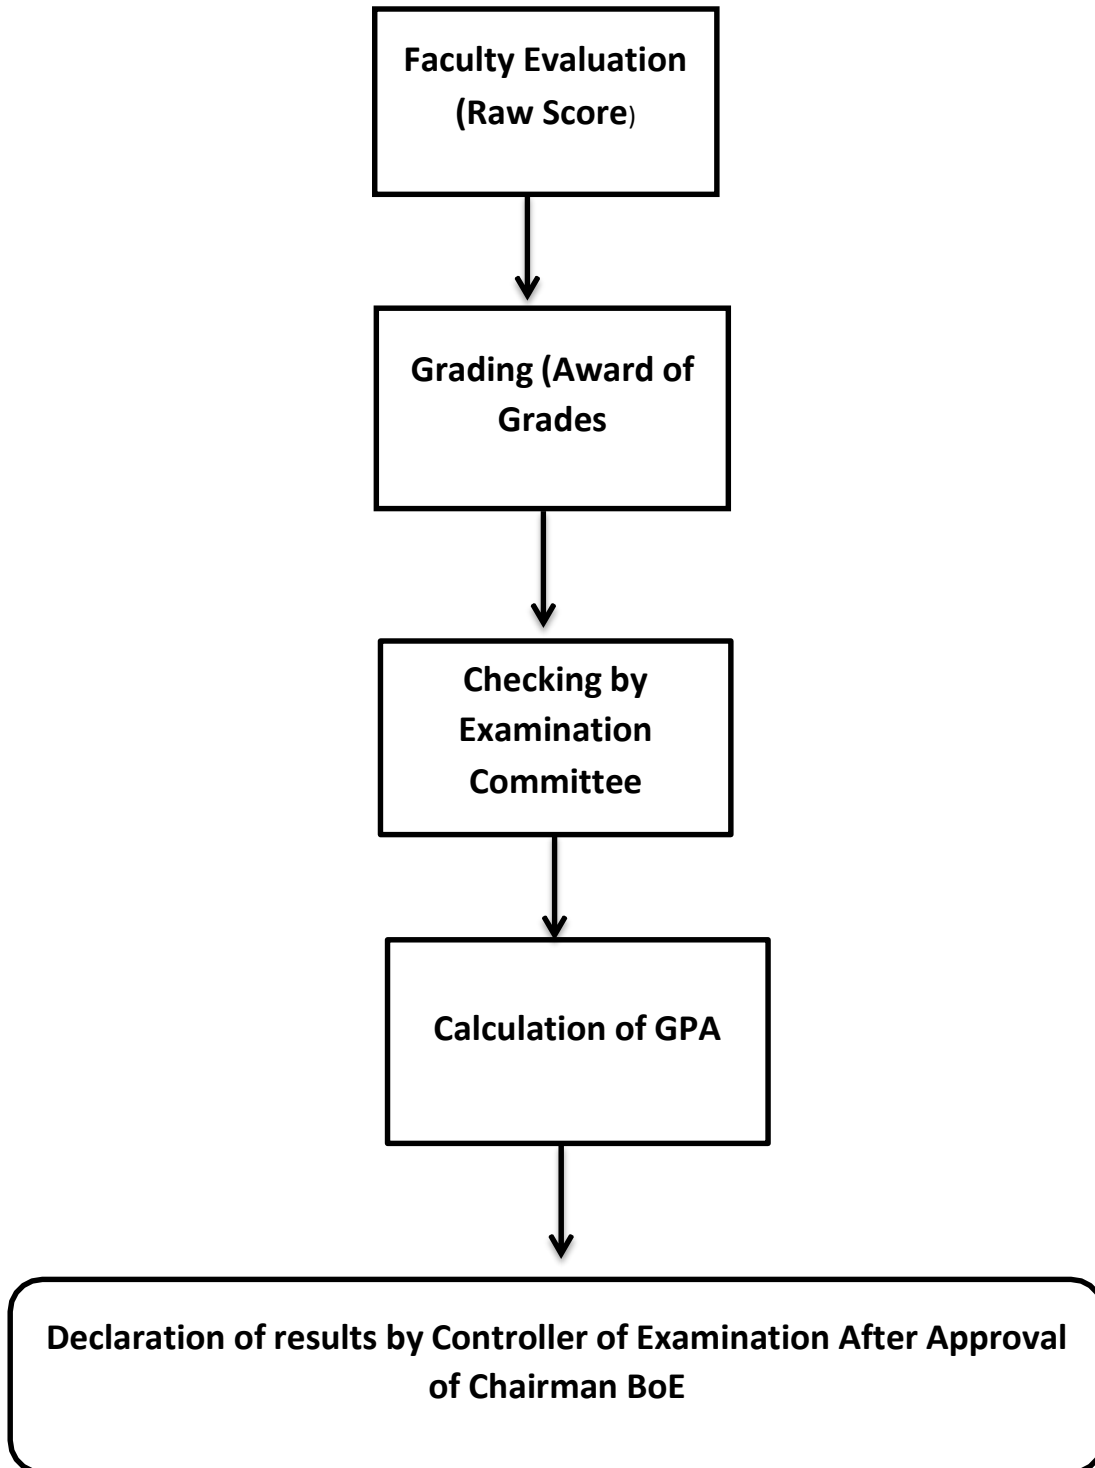 Faculty Evaluation
(Raw Score)
Grading (Award of
Grades
Checking by
Examination
Committee
Calculation of GPA
Declaration of results by Controller of Examination After Approval
of Chairman BoE